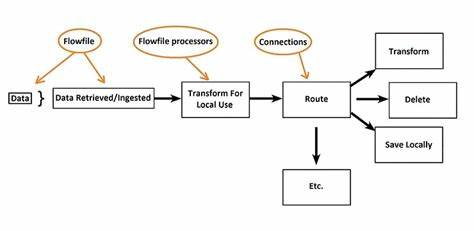 Flowfile
Flowfile processors
Connections
Transform
Data
}
Data Retrieved/Ingested
Transform For
Local Use
Route
Delete
Save Locally
Etc.